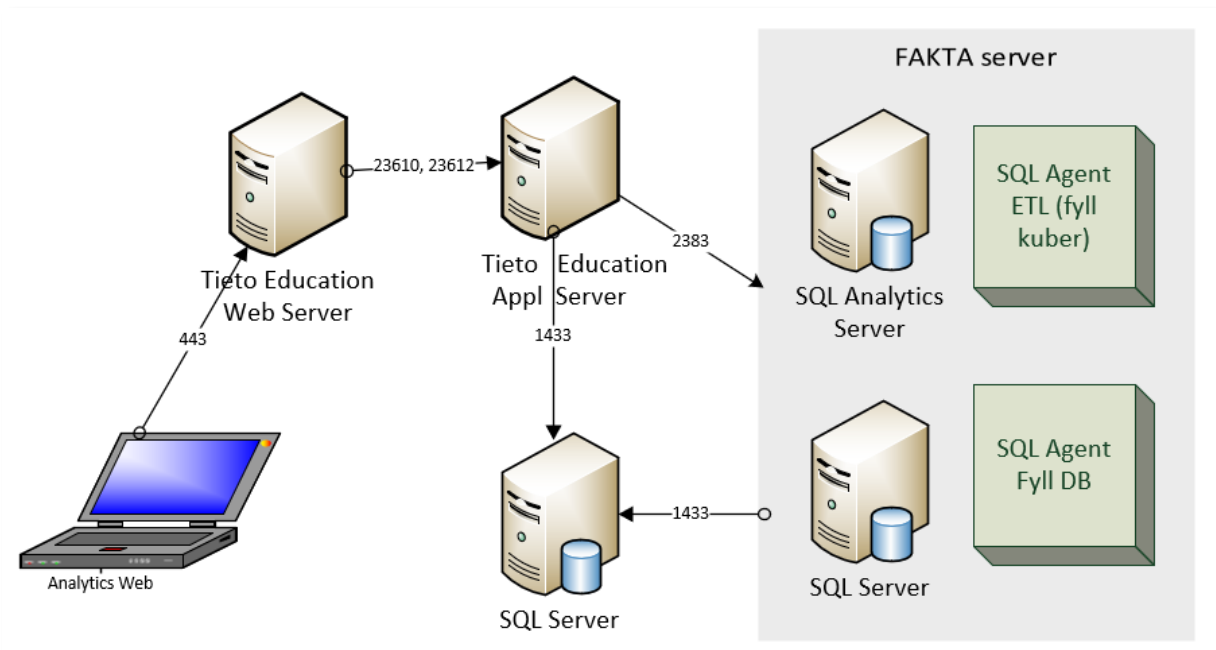 FAKTA server
23610, 23612
SQL Agent
ETL (fyll
kuber)
2383
Tieto Education
Appl Server
Tieto Education
Web Server
SQL Analytics
Server
443
1433
SQL Agent
Fyll DB
1433
Analytics Web
SQL Server
SQL Server